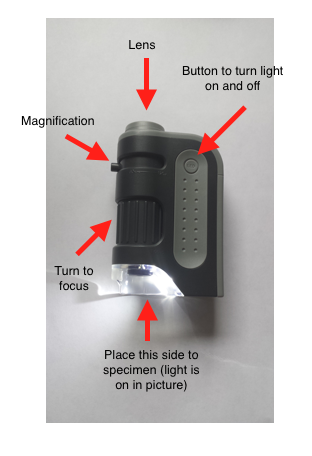 Lens
Button to turn light
on and off
Magnification
Turn to
focus
Place this side to
specimen (light is
on in picture)